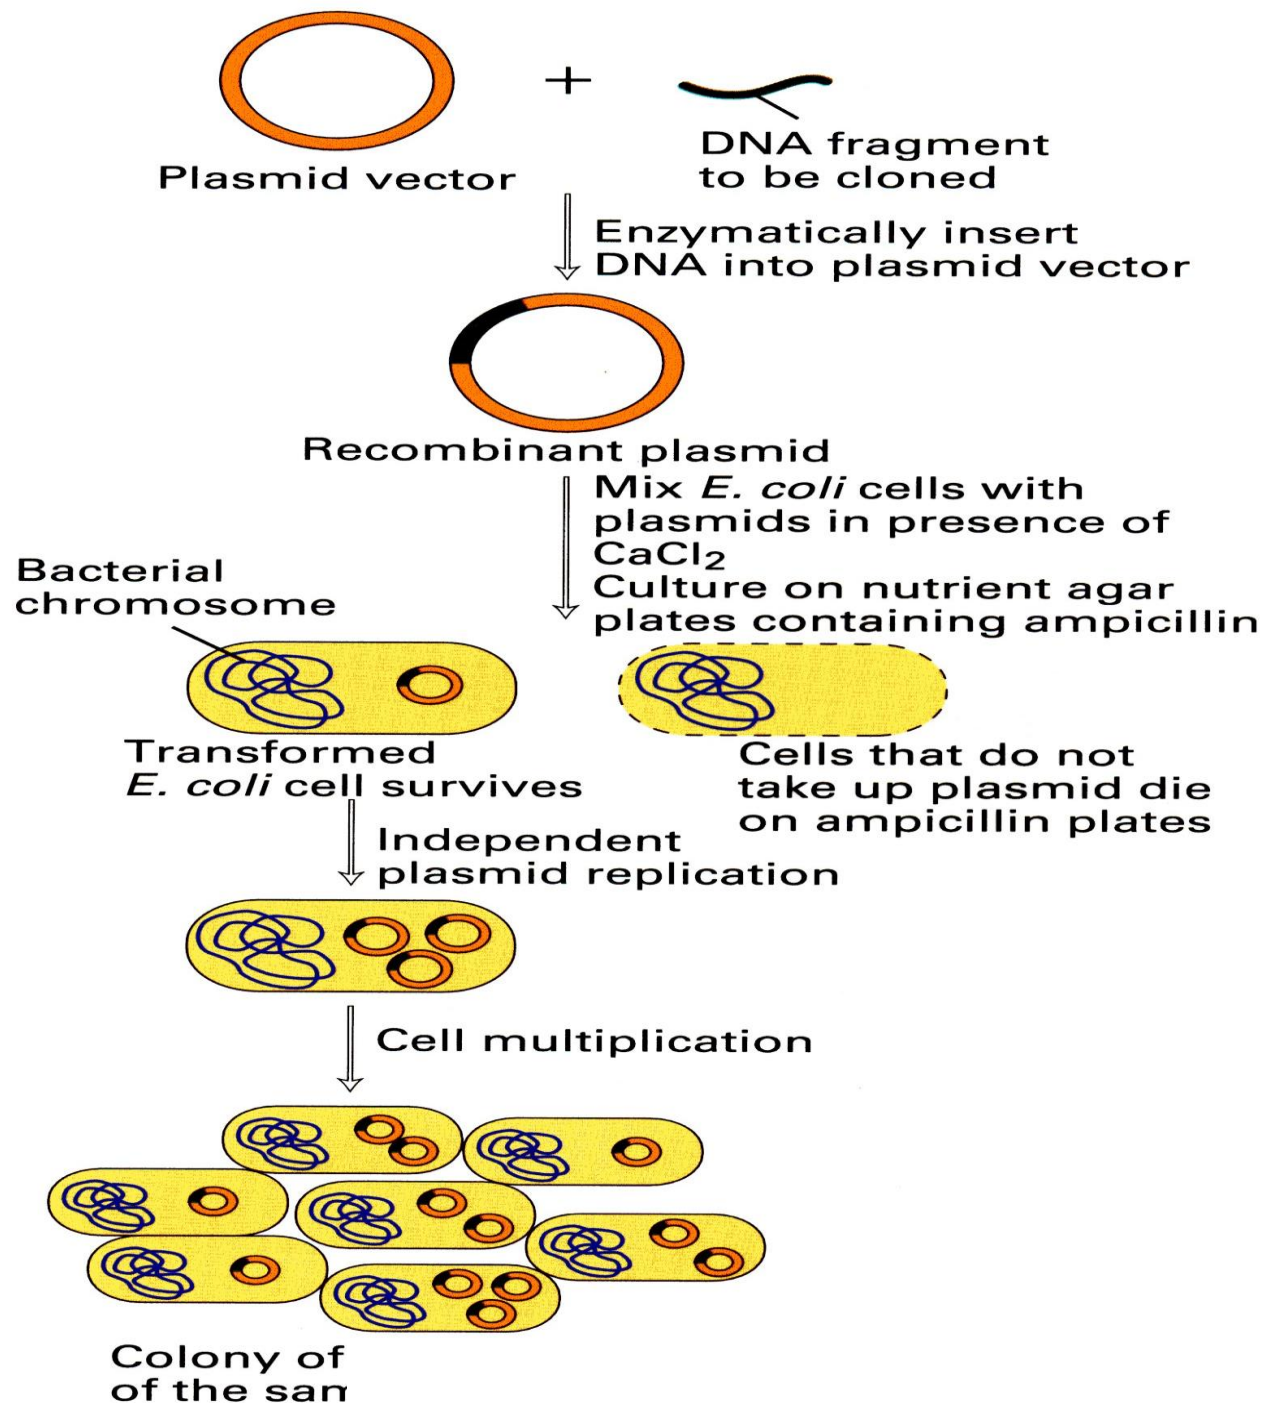 Plasmid vector
+
DNA fragment
to be cloned
Enzymatically insert
DNA into plasmid vector
Recombinant plasmid
Mix E. coli cells with
plasmids in presence of
CaCl2
Culture on nutrient agar
plates containing ampicillin
Bacterial
chromosome
Transformed
E. coli cell survives
Cells that do not
take up plasmid die
on ampicillin plates
Independent
plasmid replication
Cell multiplication
Colony of
of the